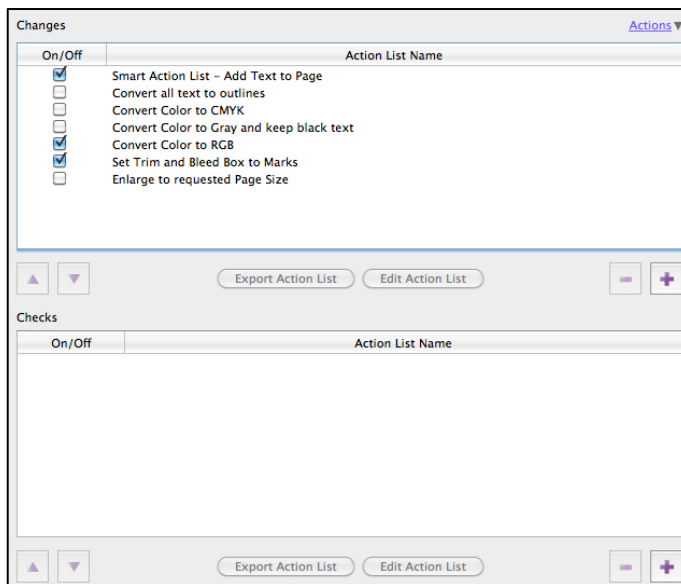 Changes
Actions
On/Off Action List Name
Smart Action List – Add Text to Page
Convert all text to outlines
Convert Color to CMYK
Convert Color to Gray and keep black text
Convert Color to RGB
Set Trim and Bleed Box to Marks
Enlarge to requested Page Size
Export Action List Edit Action List
Checks
On/Off Action List Name
Export Action List Edit Action List